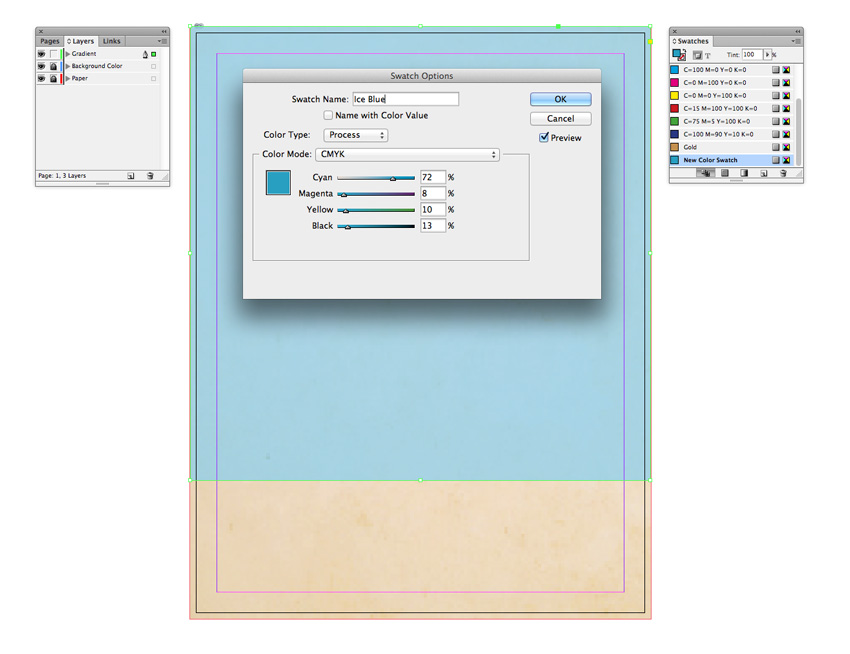 Pages Layers Links
Gradient
Background Color
Paper
Page: 1, 3 Layers
Swatch Options
Swatch Name: Ice Blue
Name with Color Value
Color Type: Process
Color Mode: CMYK
Cyan 72 %
Magenta 8 %
Yellow 10 %
Black 13 %
OK
Cancel
Preview
Swatches
T Tint: 100 %
C=100 M=0 Y=0 K=0
C=0 M=100 Y=0 K=0
C=0 M=0 Y=100 K=0
C=15 M=100 Y=100 K=0
C=75 M=5 Y=100 K=0
C=100 M=90 Y=10 K=0
Gold
New Color Swatch